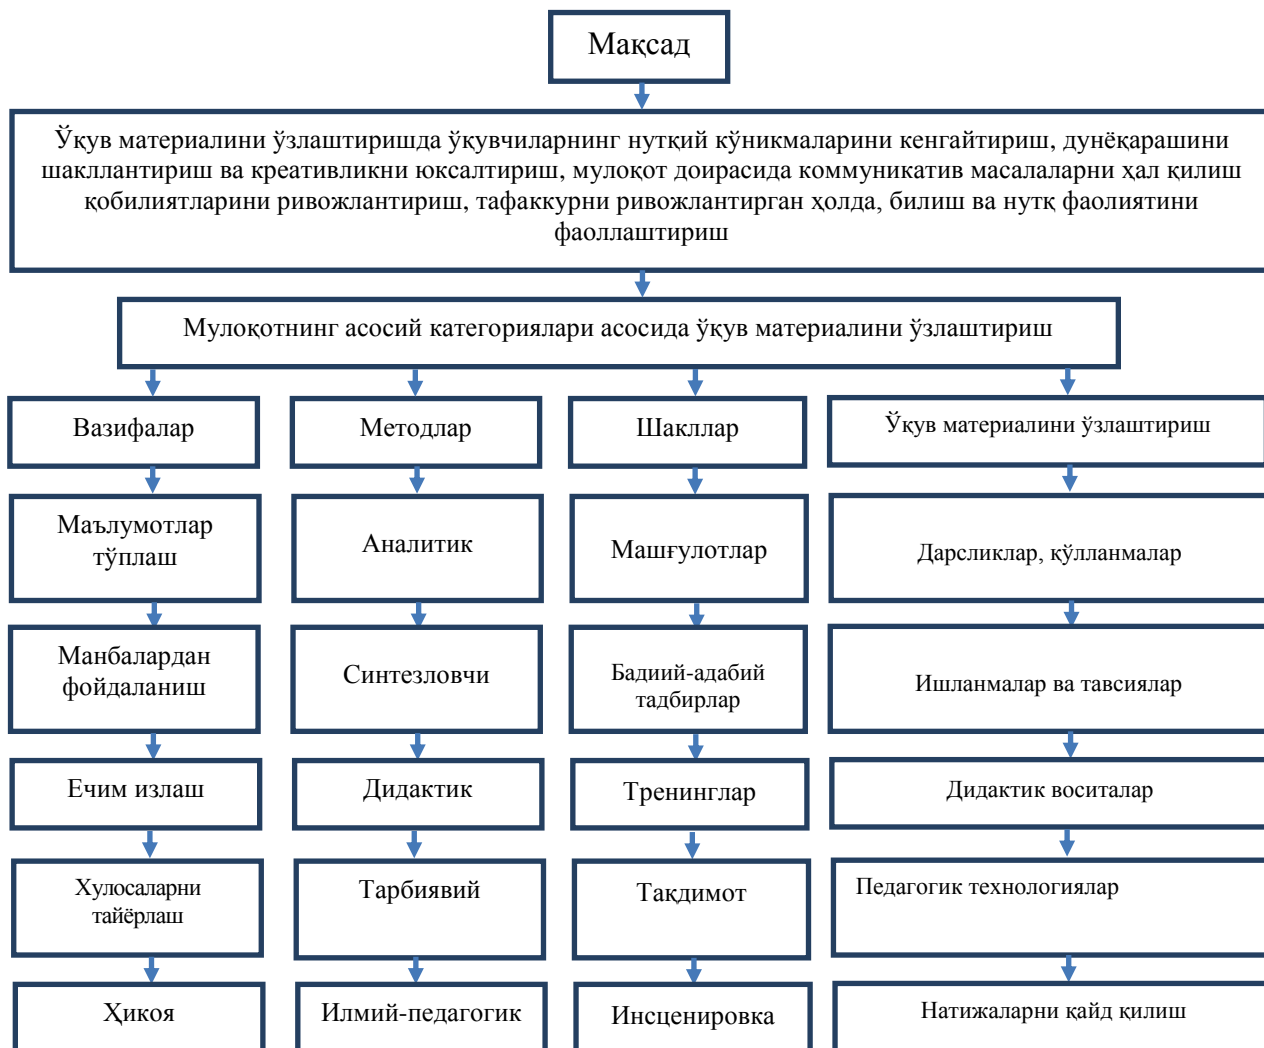 Мақсад
Ўқув материалини ўзлаштиришда ўқувчиларнинг нутқий кўникмаларини кенгайтириш, дунёқарашини
шакллантириш ва креативликни юксалтириш, мулоқот доирасида коммуникатив масалаларни ҳал қилиш
қобилиятларини ривожлантириш, тафаккурни ривожлантирган ҳолда, билиш ва нутқ фаолиятини
фаоллаштириш
Мулоқотнинг асосий категориялари асосида ўқув материалини ўзлаштириш
Вазифалар
Методлар
Шакллар
Ўқув материалини ўзлаштириш
Маълумотлар
тўплаш
Аналитик
Машғулотлар
Дарсликлар, қўлланмалар
Манбалардан
фойдаланиш
Синтезловчи
Бадиий-адабий
тадбирлар
Ишланмалар ва тавсиялар
Ечим излаш
Дидактик
Тренинглар
Дидактик воситалар
Хулосаларни
тайёрлаш
Тарбиявий
Тақдимот
Педагогик технологиялар
Ҳикоя
Илмий-педагогик
Инсценировка
Натижаларни қайд қилиш